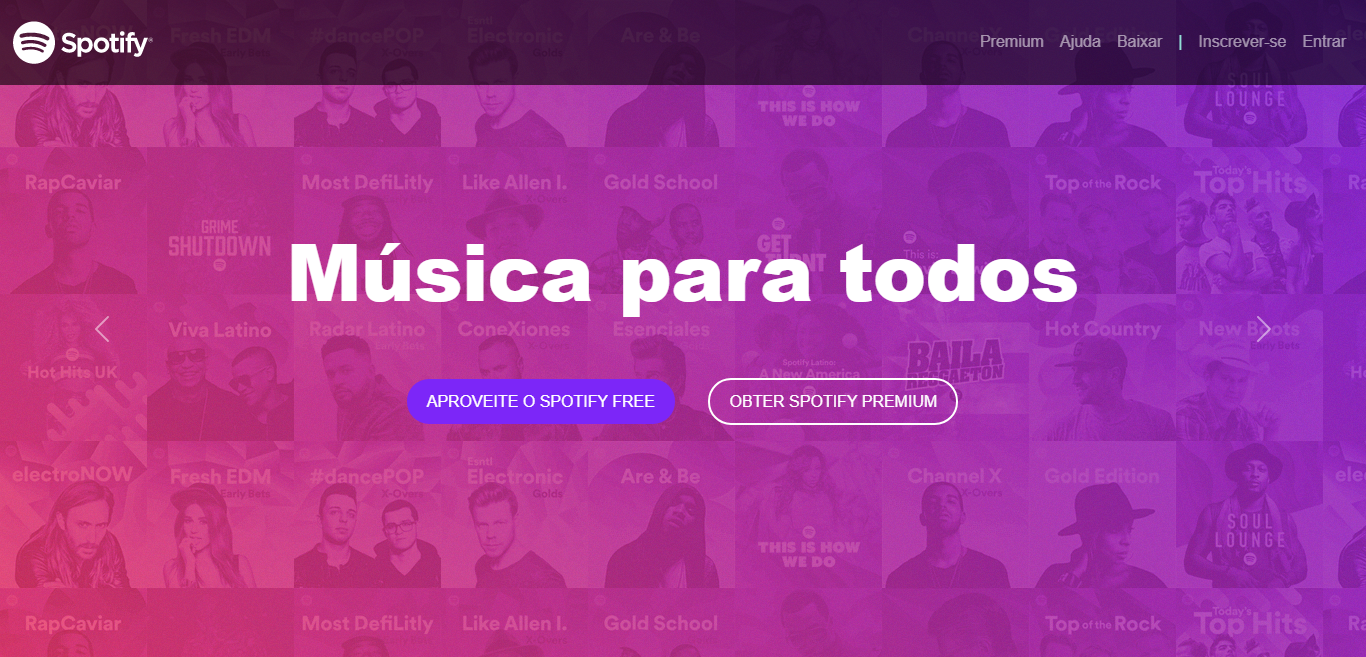 Spotify
Premium Ajuda Baixar | Inscrever-se Entrar
Fresh EDM #dancePOP Esntl Electronic Golds Are & Be
THIS IS HOW
WE DO
SOUL
LOUNGE
RapCaviar
Most DefiLitly
Like Allen I.
X-Overs
Gold School
Top of the Rock
Today's
Top Hits
GRIME
SHUTDOWN
GET
TURNT
This is:
Música para todos
Hot Hits UK
Viva Latino
Radar Latino
Early Bets
ConeXiones
Esenciales
Spotify Latino:
A New America
BAILA
REGGAETON
Hot Country
New Boots
Early Bets
APROVEITE O SPOTIFY FREE
OBTER SPOTIFY PREMIUM
electroNOW
Fresh EDM
Early Bets
#dancePOP
X-Overs
Esntl
Electronic
Golds
Are & Be
THIS IS HOW
WE DO
Channel X
X-Overs
Gold Edition
SOUL
LOUNGE
RapCaviar
Most DefiLitly
Like Allen I.
Gold School
Top of the Rock
Today's
Top Hits